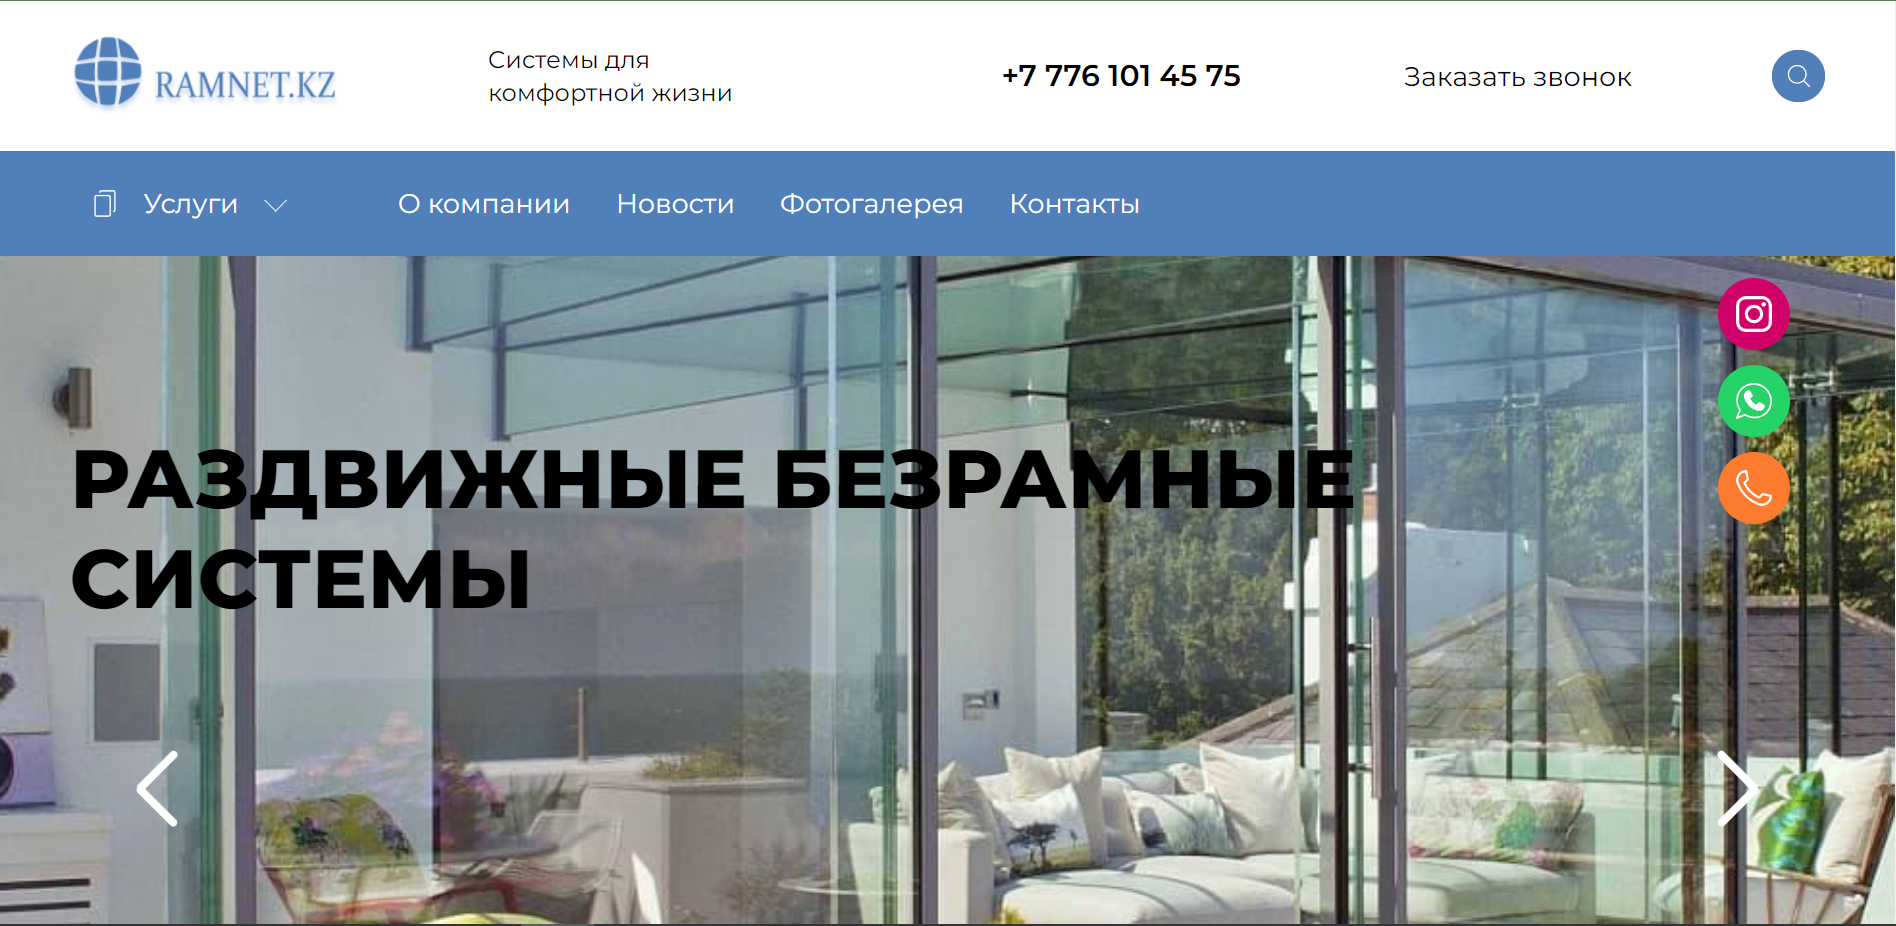 RAMNET.KZ
Системы для
комфортной жизни
+7 776 101 45 75
Заказать звонок
Услуги
О компании
Новости
Фотогалерея
Контакты
РАЗДВИЖНЫЕ БЕЗРАМНЫЕ
СИСТЕМЫ